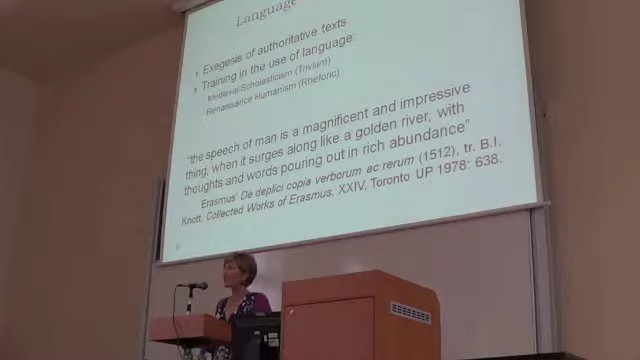 Language
Exegesis of authoritative texts
Training in the use of language:
Medieval Scholasticism (Trivium)
Renaissance Humanism (Rhetoric)
"the speech of man is a magnificent and impressive
thing, when it surges along like a golden river, with
thoughts and words pouring out in rich abundance"
Erasmus' De deplici copia verborum ac rerum (1512), tr. B.I.
Knott, Collected Works of Erasmus, XXIV, Toronto UP 1978: 638.